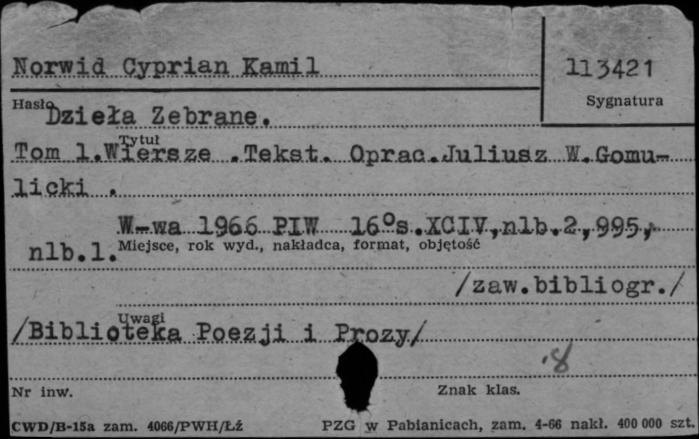 Norwid Cyprian Kamil
113421
Hasło
Sygnatura
Dzieła Zebrane.
Tytuł
Tom 1.Wiersze .Tekst. Oprac.Juliusz W.Gomu-
licki .
W-wa 1966 PIW 16°s.XCIV,nlb.2,995,
nlb.1.
Miejsce, rok wyd., nakładca, format, objętość
/zaw.bibliogr./
Uwagi
/Biblioteka Poezji i Prozy/
.8
Nr inw.
Znak klas.
CWD/B-15a zam. 4066/PWH/Łź
PZG w Pabianicach, zam. 4-66 nakł. 400 000 szt.